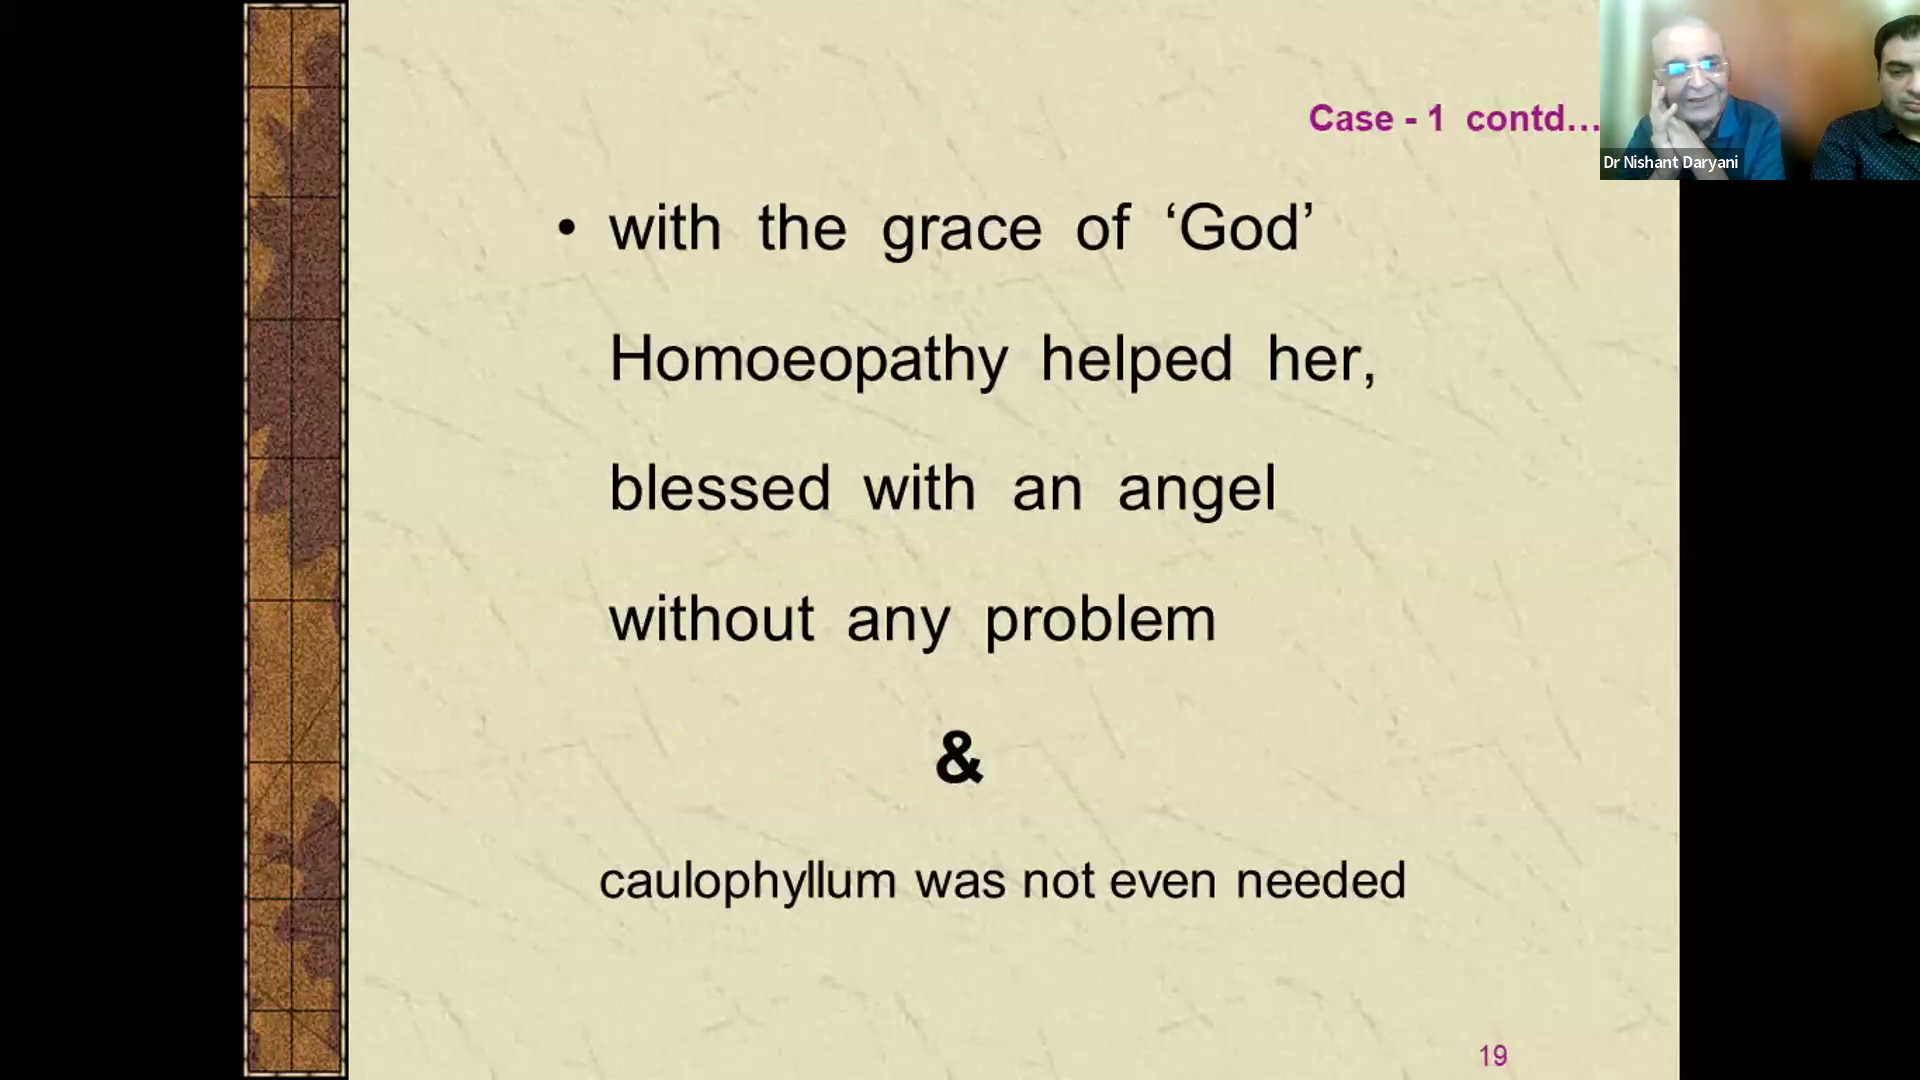 Case - 1 contd...
Dr Nishant Daryani
• with the grace of ‘God’
Homoeopathy helped her,
blessed with an angel
without any problem
&
caulophyllum was not even needed
19